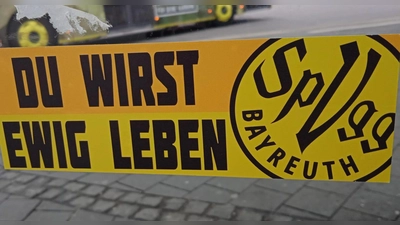 DU WIRST
EWIG LEBEN
SpVgg
BAYREUTH